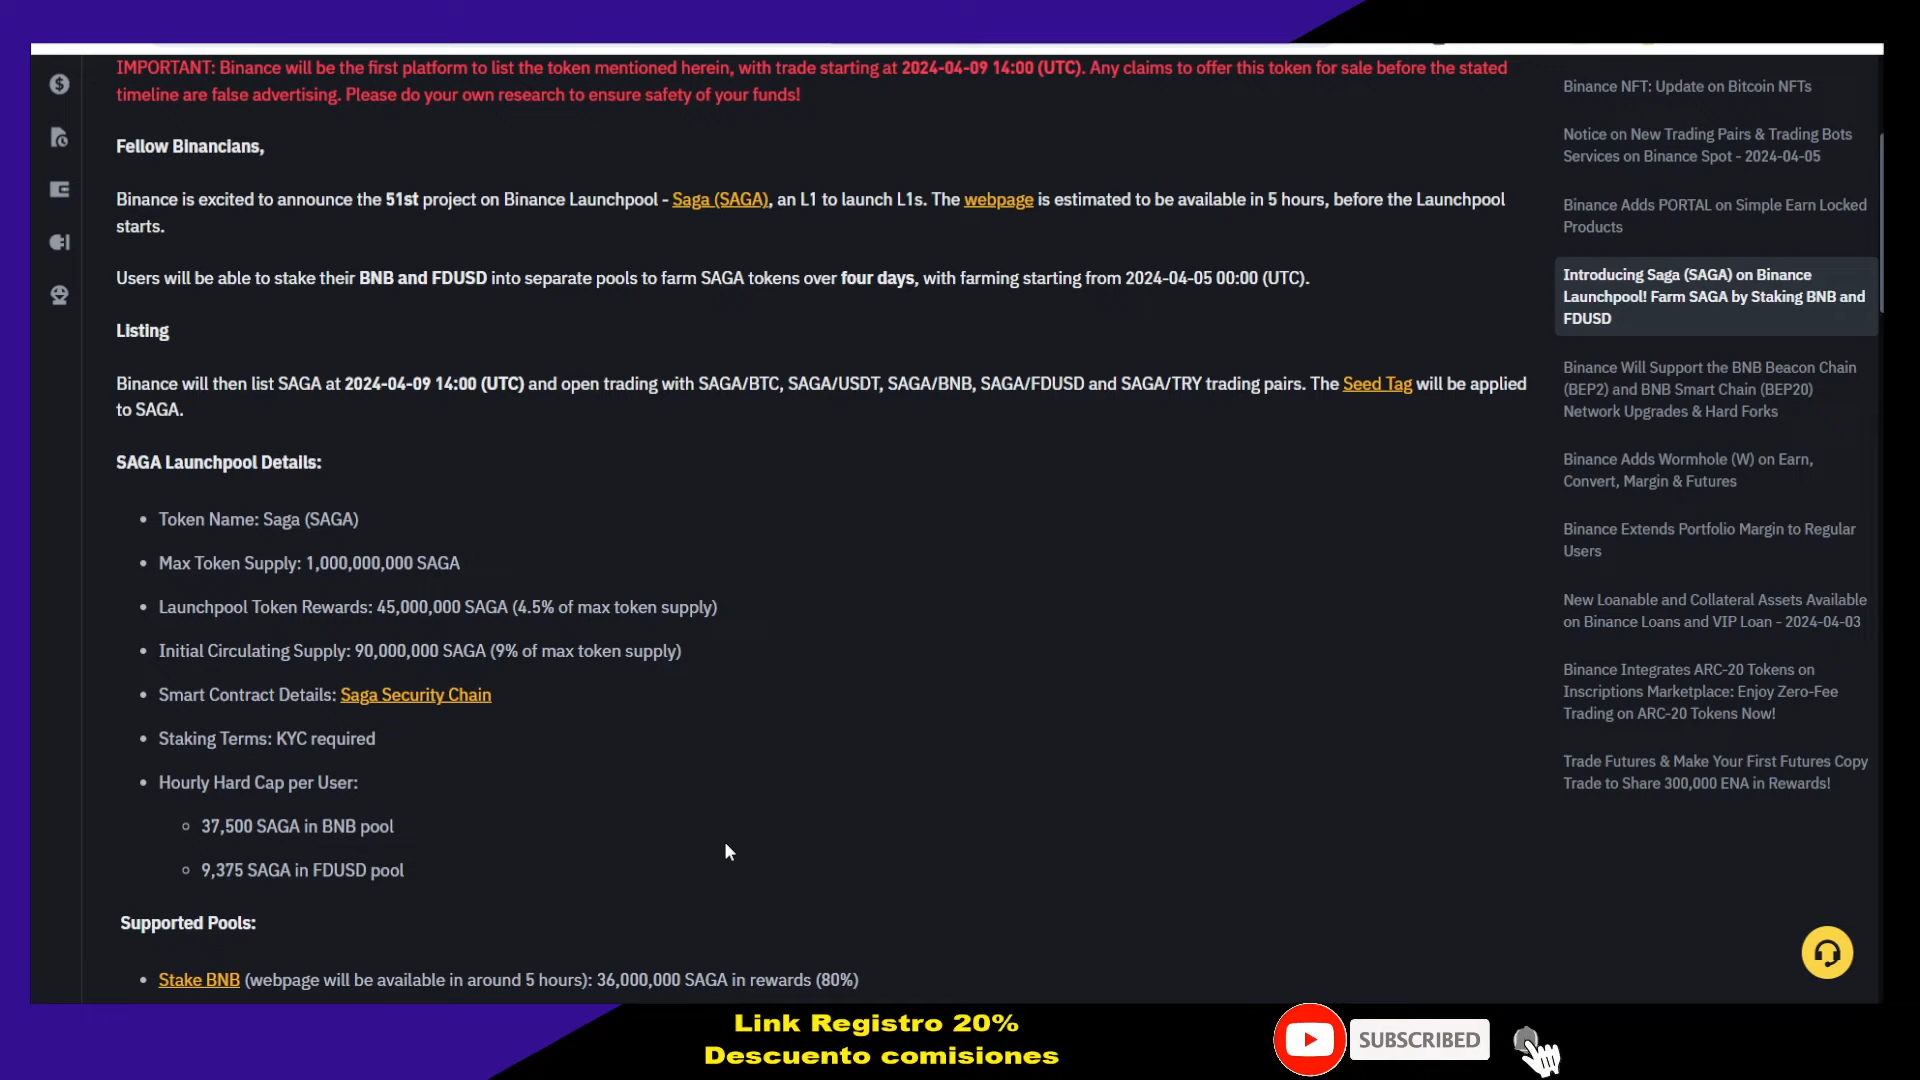 IMPORTANT: Binance will be the first platform to list the token mentioned herein, with trade starting at 2024-04-09 14:00 (UTC). Any claims to offer this token for sale before the stated
timeline are false advertising. Please do your own research to ensure safety of your funds!
Fellow Binancians,
Binance is excited to announce the 51st project on Binance Launchpool - Saga (SAGA), an L1 to launch L1s. The webpage is estimated to be available in 5 hours, before the Launchpool
starts.
Users will be able to stake their BNB and FDUSD into separate pools to farm SAGA tokens over four days, with farming starting from 2024-04-05 00:00 (UTC).
Listing
Binance will then list SAGA at 2024-04-09 14:00 (UTC) and open trading with SAGA/BTC, SAGA/USDT, SAGA/BNB, SAGA/FDUSD and SAGA/TRY trading pairs. The Seed Tag will be applied
to SAGA.
SAGA Launchpool Details:
• Token Name: Saga (SAGA)
• Max Token Supply: 1,000,000,000 SAGA
• Launchpool Token Rewards: 45,000,000 SAGA (4.5% of max token supply)
• Initial Circulating Supply: 90,000,000 SAGA (9% of max token supply)
• Smart Contract Details: Saga Security Chain
• Staking Terms: KYC required
• Hourly Hard Cap per User:
◦ 37,500 SAGA in BNB pool
◦ 9,375 SAGA in FDUSD pool
Supported Pools:
• Stake BNB (webpage will be available in around 5 hours): 36,000,000 SAGA in rewards (80%)
Binance NFT: Update on Bitcoin NFTs
Notice on New Trading Pairs & Trading Bots
Services on Binance Spot - 2024-04-05
Binance Adds PORTAL on Simple Earn Locked
Products
Introducing Saga (SAGA) on Binance
Launchpool! Farm SAGA by Staking BNB and
FDUSD
Binance Will Support the BNB Beacon Chain
(BEP2) and BNB Smart Chain (BEP20)
Network Upgrades & Hard Forks
Binance Adds Wormhole (W) on Earn,
Convert, Margin & Futures
Binance Extends Portfolio Margin to Regular
Users
New Loanable and Collateral Assets Available
on Binance Loans and VIP Loan - 2024-04-03
Binance Integrates ARC-20 Tokens on
Inscriptions Marketplace: Enjoy Zero-Fee
Trading on ARC-20 Tokens Now!
Trade Futures & Make Your First Futures Copy
Trade to Share 300,000 ENA in Rewards!
Link Registro 20%
Descuento comisiones
SUBSCRIBED